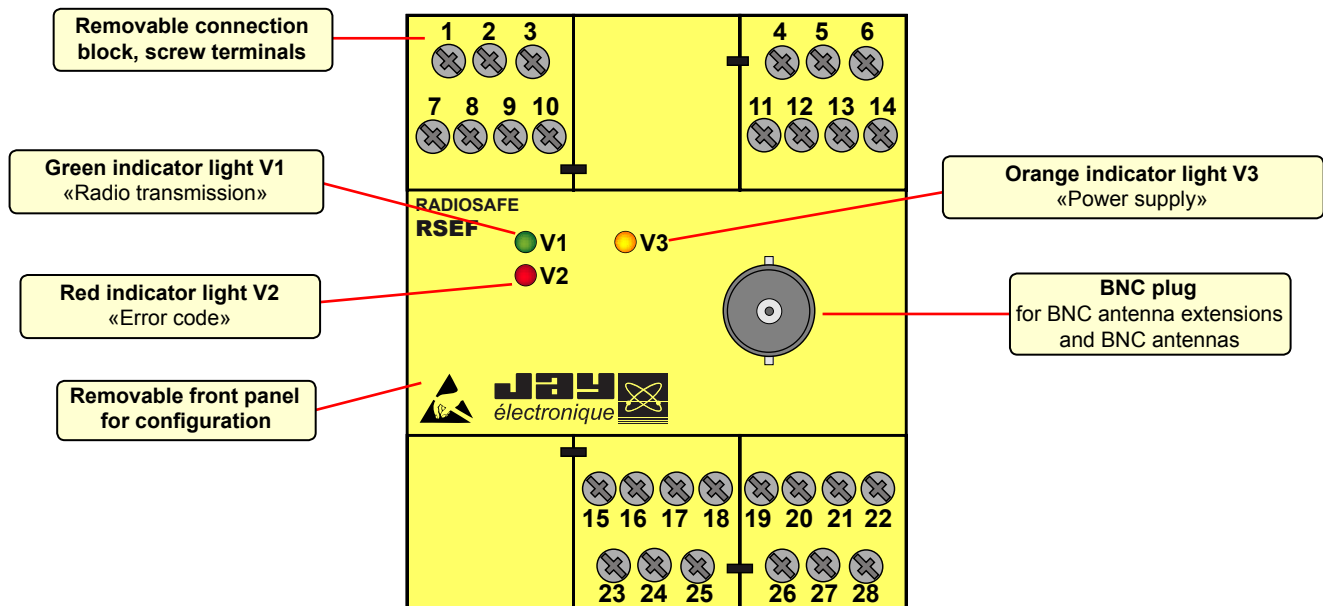 Removable connection
block, screw terminals
1 2 3
4 5 6
7 8 9 10
11 12 13 14
Green indicator light V1
«Radio transmission»
Orange indicator light V3
«Power supply»
RADIOSAFE
RSEF
V1
V3
V2
Red indicator light V2
«Error code»
BNC plug
for BNC antenna extensions
and BNC antennas
Removable front panel
for configuration
Jay
électronique
15 16 17 18
19 20 21 22
23 24 25
26 27 28